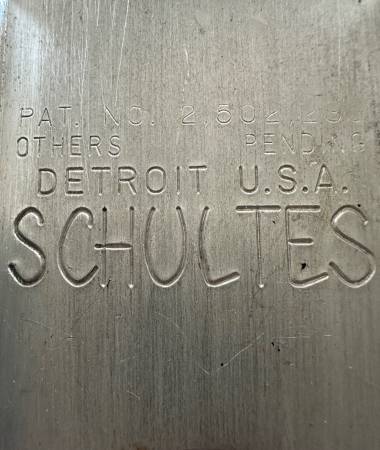 PAT. NO.
OTHERS PENDING
DETROIT U.S.A.
SCHULTES